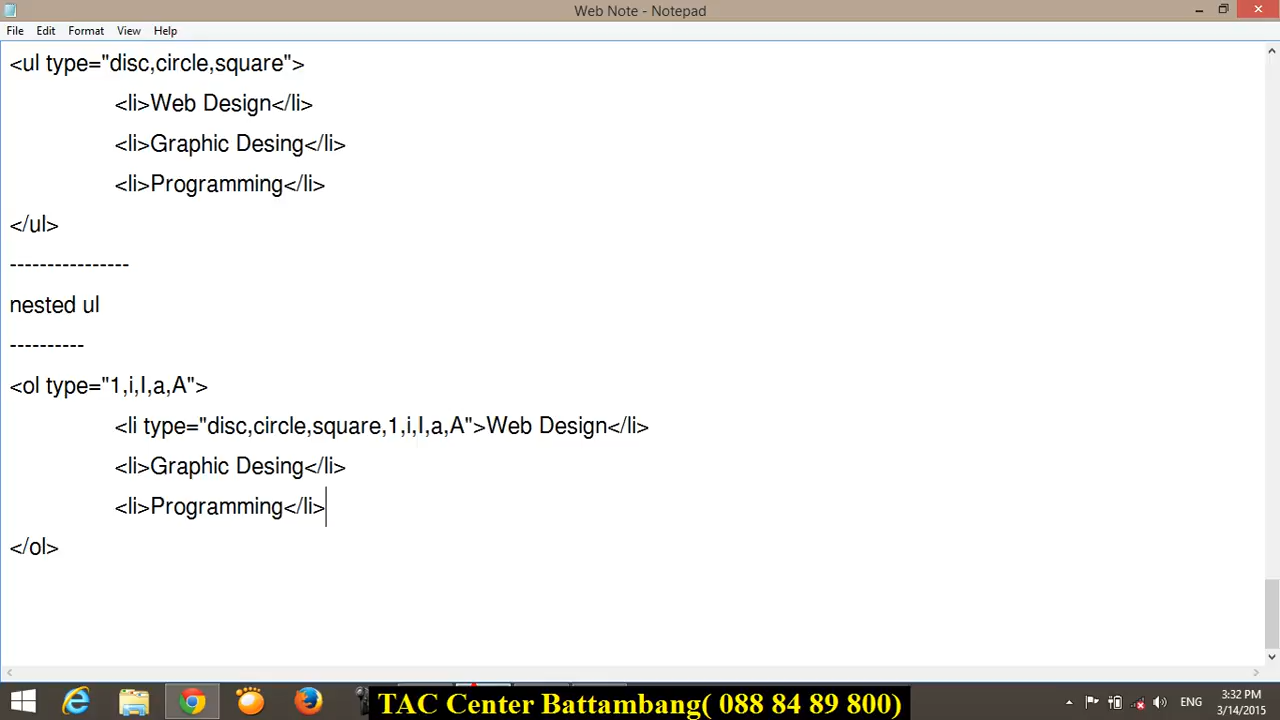 Web Note - Notepad
File Edit Format View Help
<ul type="disc,circle,square">
<li>Web Design</li>
<li>Graphic Desing</li>
<li>Programming</li>
</ul>
----------------
nested ul
----------
<ol type="1,i,I,a,A">
<li type="disc,circle,square,1,i,I,a,A">Web Design</li>
<li>Graphic Desing</li>
<li>Programming</li>
</ol>
TAC Center Battambang( 088 84 89 800)
ENG
3:32 PM
3/14/2015